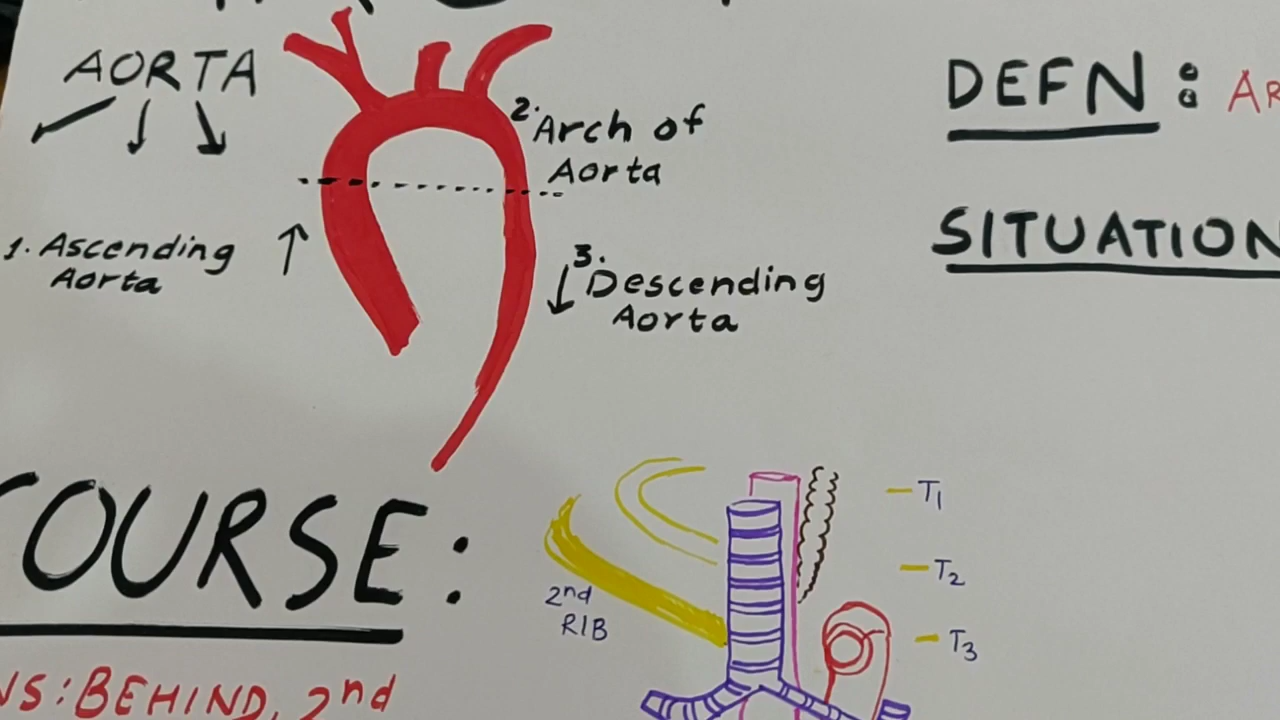 AORTA
2. Arch of
Aorta
1. Ascending
Aorta
3. Descending
Aorta
DEFN :
SITUATION
COURSE:
BEHIND, 2nd
2nd
RIB
T1
T2
T3